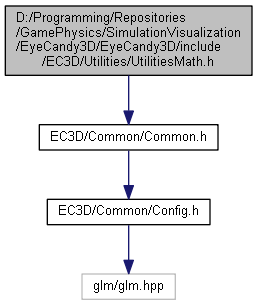 D:/Programming/Repositories
/GamePhysics/SimulationVisualization
/EyeCandy3D/EyeCandy3D/include
/EC3D/Utilities/UtilitiesMath.h
EC3D/Common/Common.h
EC3D/Common/Config.h
glm/glm.hpp